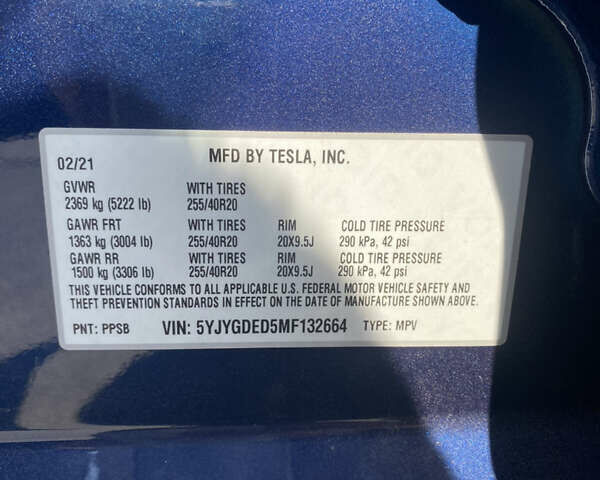 02/21 MFD BY TESLA, INC.
GVWR WITH TIRES
2369 kg (5222 lb) 255/40R20
GAWR FRT WITH TIRES RIM COLD TIRE PRESSURE
1363 kg (3004 lb) 255/40R20 20X9.5J 290 kPa, 42 psi
GAWR RR WITH TIRES RIM COLD TIRE PRESSURE
1500 kg (3306 lb) 255/40R20 20X9.5J 290 kPa, 42 psi
THIS VEHICLE CONFORMS TO ALL APPLICABLE U.S. FEDERAL MOTOR VEHICLE SAFETY AND
THEFT PREVENTION STANDARDS IN EFFECT ON THE DATE OF MANUFACTURE SHOWN ABOVE.
PNT: PPSB VIN: 5YJYGDED5MF132664 TYPE: MPV